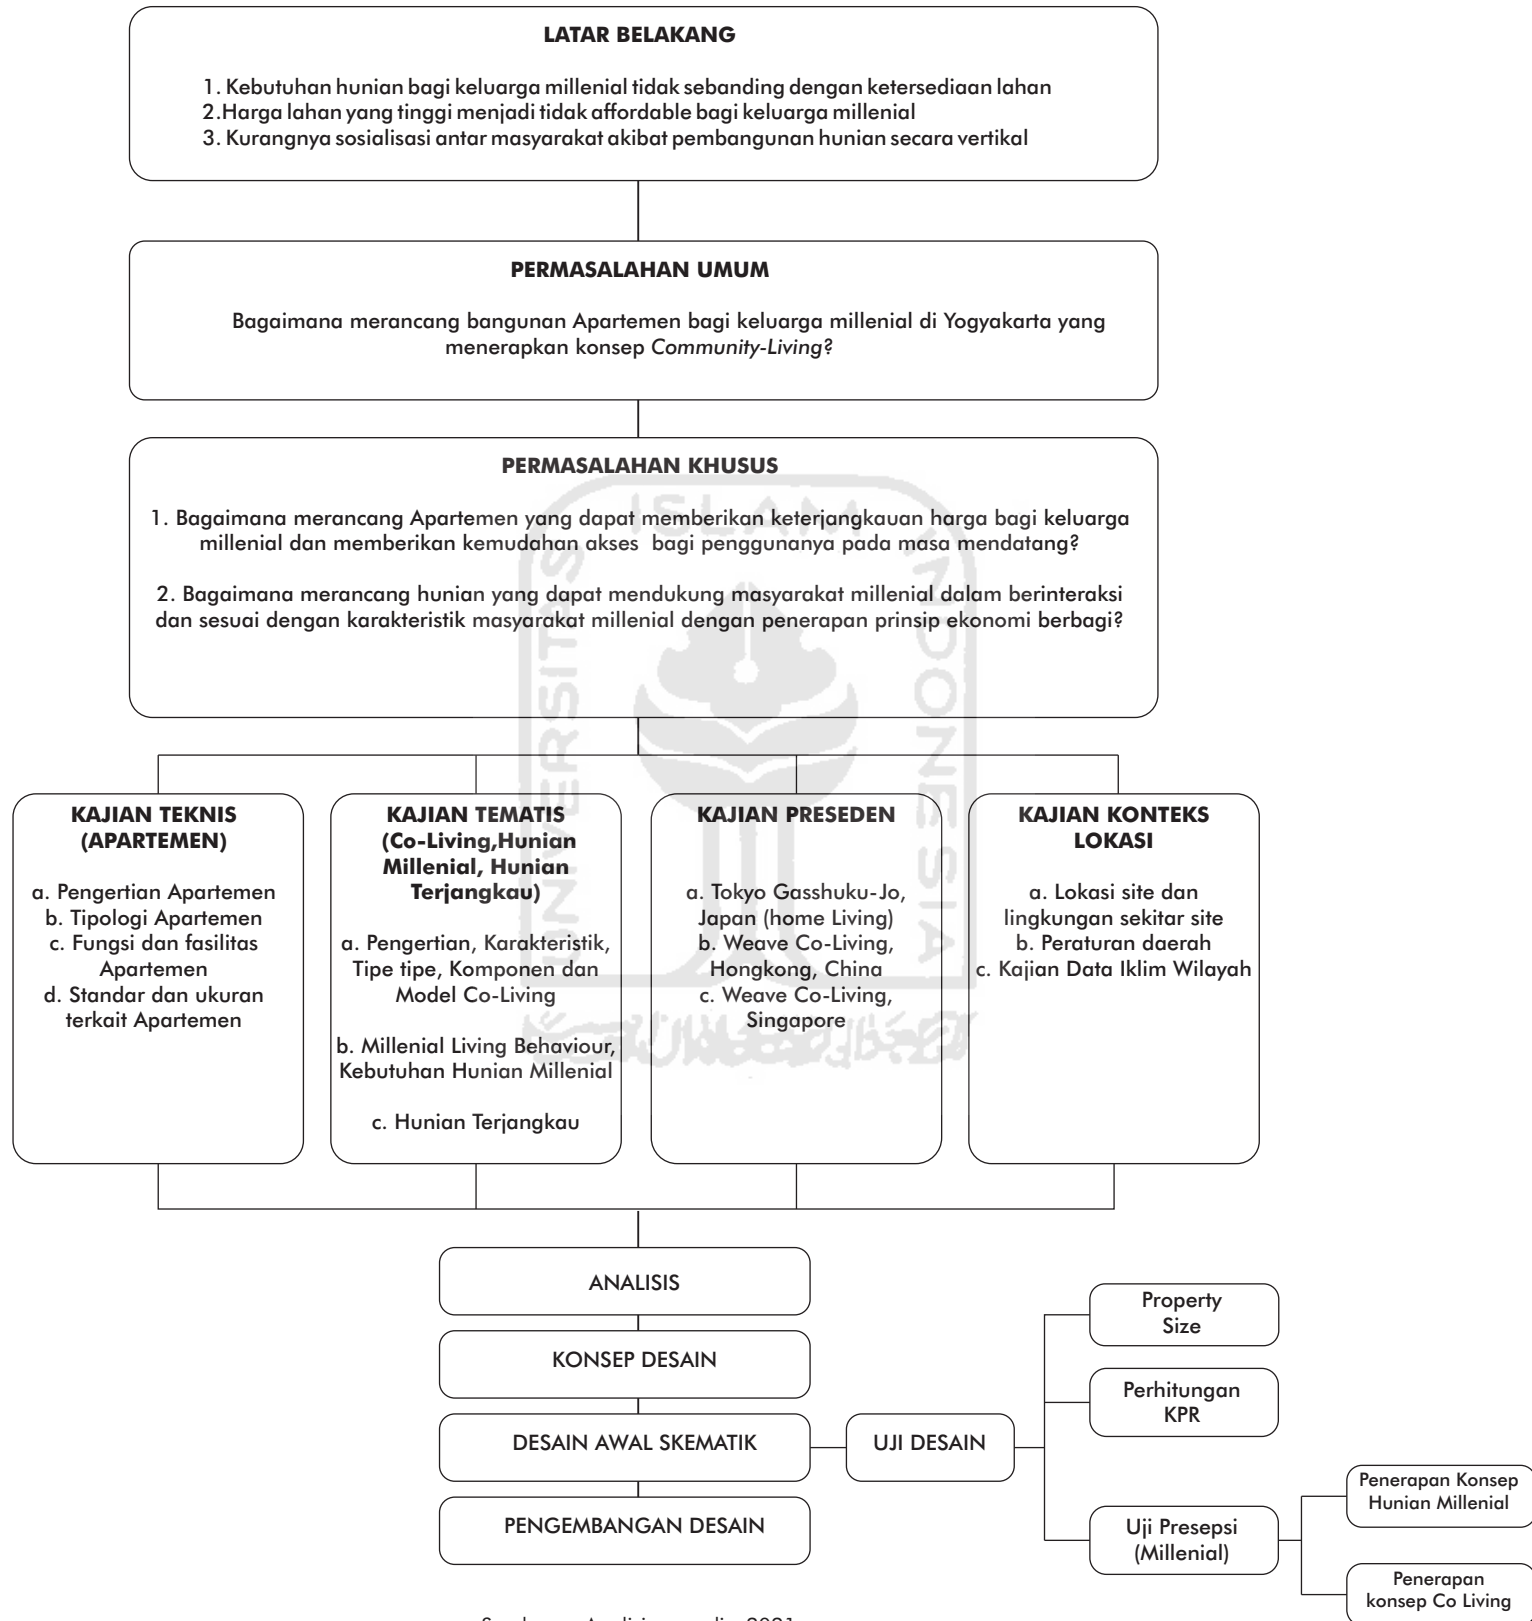 LATAR BELAKANG
1. Kebutuhan hunian bagi keluarga millenial tidak sebanding dengan ketersediaan lahan
2.Harga lahan yang tinggi menjadi tidak affordable bagi keluarga millenial
3. Kurangnya sosialisasi antar masyarakat akibat pembangunan hunian secara vertikal
PERMASALAHAN UMUM
Bagaimana merancang bangunan Apartemen bagi keluarga millenial di Yogyakarta yang
menerapkan konsep Community-Living?
PERMASALAHAN KHUSUS
1. Bagaimana merancang Apartemen yang dapat memberikan keterjangkauan harga bagi keluarga
millenial dan memberikan kemudahan akses bagi penggunanya pada masa mendatang?
2. Bagaimana merancang hunian yang dapat mendukung masyarakat millenial dalam berinteraksi
dan sesuai dengan karakteristik masyarakat millenial dengan penerapan prinsip ekonomi berbagi?
UNIVERSITAS
ISLAM
INDONESIA
KAJIAN TEKNIS
(APARTEMEN)
a. Pengertian Apartemen
b. Tipologi Apartemen
c. Fungsi dan fasilitas
Apartemen
d. Standar dan ukuran
terkait Apartemen
KAJIAN TEMATIS
(Co-Living,Hunian
Millenial, Hunian
Terjangkau)
a. Pengertian, Karakteristik,
Tipe tipe, Komponen dan
Model Co-Living
b. Millenial Living Behaviour,
Kebutuhan Hunian Millenial
c. Hunian Terjangkau
KAJIAN PRESEDEN
a. Tokyo Gasshuku-Jo,
Japan (home Living)
b. Weave Co-Living,
Hongkong, China
c. Weave Co-Living,
Singapore
KAJIAN KONTEKS
LOKASI
a. Lokasi site dan
lingkungan sekitar site
b. Peraturan daerah
c. Kajian Data Iklim Wilayah
ANALISIS
KONSEP DESAIN
DESAIN AWAL SKEMATIK
PENGEMBANGAN DESAIN
UJI DESAIN
Property
Size
Perhitungan
KPR
Uji Presepsi
(Millenial)
Penerapan Konsep
Hunian Millenial
Penerapan
konsep Co Living